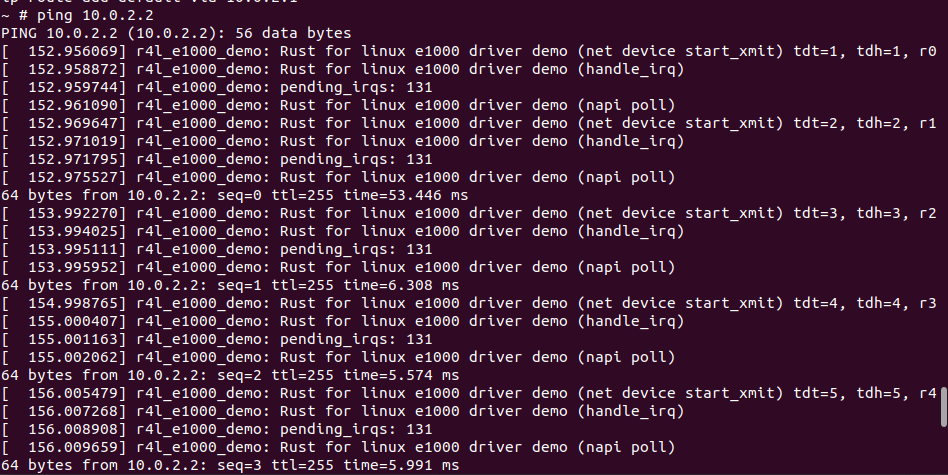 ip route add default via 10.0.2.1
~ # ping 10.0.2.2
PING 10.0.2.2 (10.0.2.2): 56 data bytes
[  152.956069] r4l_e1000_demo: Rust for linux e1000 driver demo (net device start_xmit) tdt=1, tdh=1, r0
[  152.958872] r4l_e1000_demo: Rust for linux e1000 driver demo (handle_irq)
[  152.959744] r4l_e1000_demo: pending_irqs: 131
[  152.961090] r4l_e1000_demo: Rust for linux e1000 driver demo (napi poll)
[  152.969647] r4l_e1000_demo: Rust for linux e1000 driver demo (net device start_xmit) tdt=2, tdh=2, r1
[  152.971019] r4l_e1000_demo: Rust for linux e1000 driver demo (handle_irq)
[  152.971795] r4l_e1000_demo: pending_irqs: 131
[  152.975527] r4l_e1000_demo: Rust for linux e1000 driver demo (napi poll)
64 bytes from 10.0.2.2: seq=0 ttl=255 time=53.446 ms
[  153.992270] r4l_e1000_demo: Rust for linux e1000 driver demo (net device start_xmit) tdt=3, tdh=3, r2
[  153.994025] r4l_e1000_demo: Rust for linux e1000 driver demo (handle_irq)
[  153.995111] r4l_e1000_demo: pending_irqs: 131
[  153.995952] r4l_e1000_demo: Rust for linux e1000 driver demo (napi poll)
64 bytes from 10.0.2.2: seq=1 ttl=255 time=6.308 ms
[  154.998765] r4l_e1000_demo: Rust for linux e1000 driver demo (net device start_xmit) tdt=4, tdh=4, r3
[  155.000407] r4l_e1000_demo: Rust for linux e1000 driver demo (handle_irq)
[  155.001163] r4l_e1000_demo: pending_irqs: 131
[  155.002062] r4l_e1000_demo: Rust for linux e1000 driver demo (napi poll)
64 bytes from 10.0.2.2: seq=2 ttl=255 time=5.574 ms
[  156.005479] r4l_e1000_demo: Rust for linux e1000 driver demo (net device start_xmit) tdt=5, tdh=5, r4
[  156.007268] r4l_e1000_demo: Rust for linux e1000 driver demo (handle_irq)
[  156.008908] r4l_e1000_demo: pending_irqs: 131
[  156.009659] r4l_e1000_demo: Rust for linux e1000 driver demo (napi poll)
64 bytes from 10.0.2.2: seq=3 ttl=255 time=5.991 ms